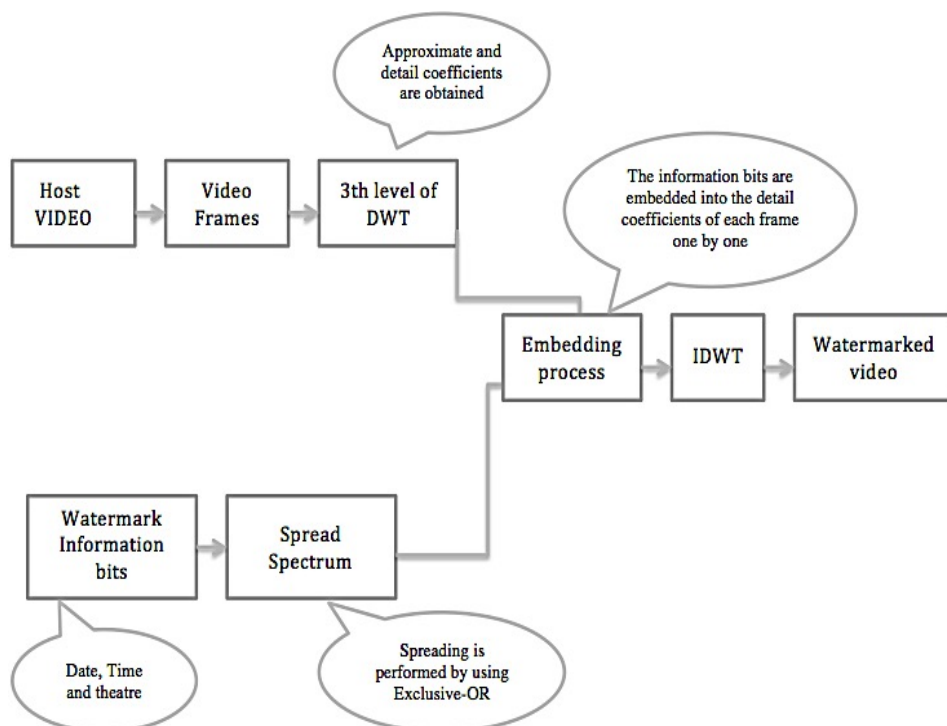 Approximate and
detail coefficients
are obtained
Host
VIDEO
Video
Frames
3th level of
DWT
The information bits are
embedded into the detail
coefficients of each frame
one by one
Embedding
process
IDWT
Watermarked
video
Watermark
Information
bits
Spread
Spectrum
Date, Time
and theatre
Spreading is
performed by using
Exclusive-OR